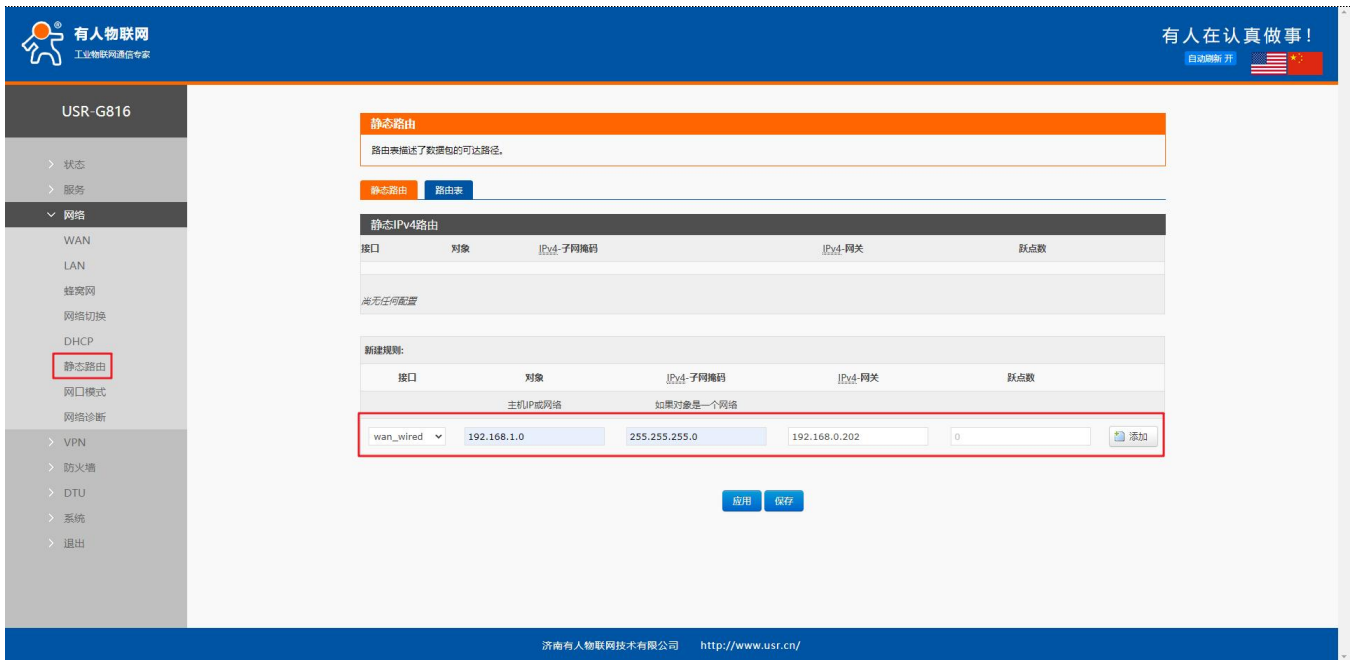 有人物联网
®
工业物联网通信专家
有人在认真做事!
自动刷新 开
USR-G816
状态
服务
网络
WAN
LAN
蜂窝网
网络切换
DHCP
静态路由
网口模式
网络诊断
VPN
防火墙
DTU
系统
退出
静态路由
路由表描述了数据包的可达路径。
静态路由 路由表
静态IPv4路由
接口 对象 IPv4-子网掩码 IPv4-网关 跃点数
尚无任何配置
新建规则:
接口 对象 IPv4-子网掩码 IPv4-网关 跃点数
主机IP或网络 如果对象是一个网络
wan_wired 192.168.1.0 255.255.255.0 192.168.0.202 0 添加
应用 保存
济南有人物联网技术有限公司 http://www.usr.cn/